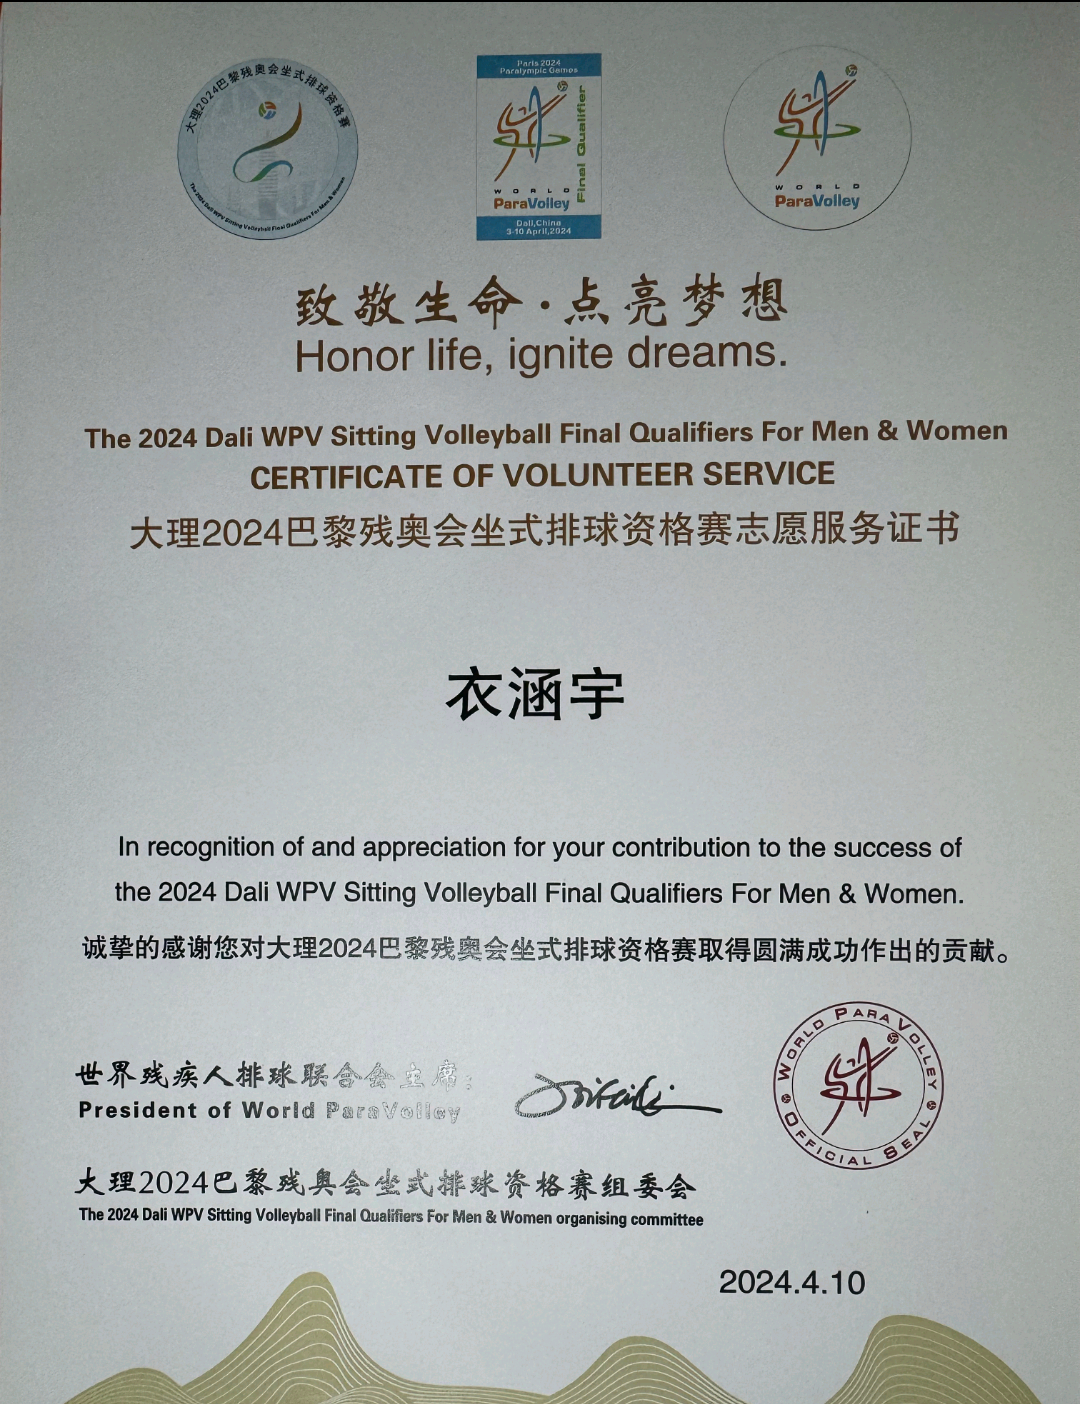 大理2024巴黎残奥会坐式排球资格赛
The 2024 Dali WPV Sitting Volleyball Final Qualifiers For Men & Women
Paris 2024
Paralympic Games
Final Qualifier
WORLD
ParaVolley
Dali,China
3-10 April,2024
WORLD
ParaVolley
致敬生命·点亮梦想
Honor life, ignite dreams.
The 2024 Dali WPV Sitting Volleyball Final Qualifiers For Men & Women
CERTIFICATE OF VOLUNTEER SERVICE
大理2024巴黎残奥会坐式排球资格赛志愿服务证书
衣涵宇
In recognition of and appreciation for your contribution to the success of
the 2024 Dali WPV Sitting Volleyball Final Qualifiers For Men & Women.
诚挚的感谢您对大理2024巴黎残奥会坐式排球资格赛取得圆满成功作出的贡献。
世界残疾人排球联合会主席:
President of World ParaVolley
WORLD PARAVOLLEY
OFFICIAL SEAL
大理2024巴黎残奥会坐式排球资格赛组委会
The 2024 Dali WPV Sitting Volleyball Final Qualifiers For Men & Women organising committee
2024.4.10